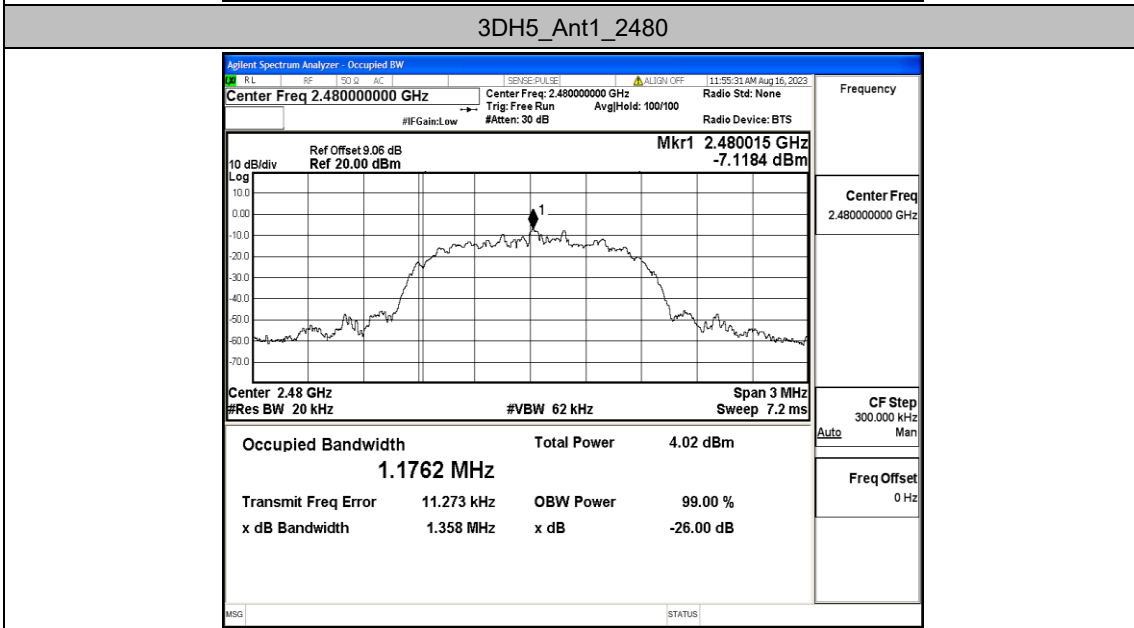 3DH5_Ant1_2480
Agilent Spectrum Analyzer - Occupied BW
RL RF 50 Ω AC SENSE:PULSE ALIGN OFF 11:55:31 AM Aug 16, 2023
Center Freq 2.480000000 GHz
Center Freq: 2.480000000 GHz
Radio Std: None
Trig: Free Run Avg|Hold: 100/100
#IFGain:Low #Atten: 30 dB Radio Device: BTS
Frequency
Ref Offset 9.06 dB
Mkr1 2.480015 GHz
10 dB/div Ref 20.00 dBm -7.1184 dBm
Log
10.0
0.00
-10.0
-20.0
-30.0
-40.0
-50.0
-60.0
-70.0
1
Center Freq
2.480000000 GHz
Center 2.48 GHz Span 3 MHz
#Res BW 20 kHz #VBW 62 kHz Sweep 7.2 ms
CF Step
300.000 kHz
Auto Man
Occupied Bandwidth Total Power 4.02 dBm
1.1762 MHz
Freq Offset
0 Hz
Transmit Freq Error 11.273 kHz OBW Power 99.00 %
x dB Bandwidth 1.358 MHz x dB -26.00 dB
MSG STATUS